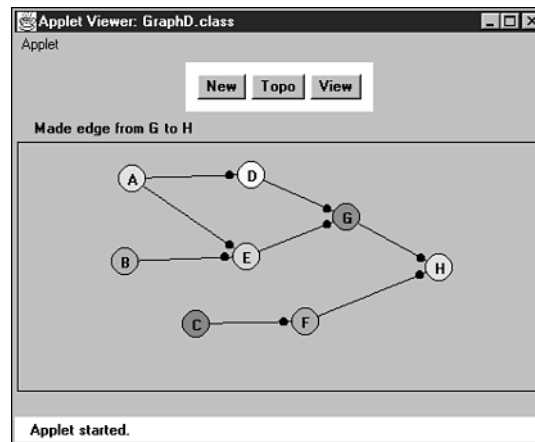 Applet Viewer: GraphD.class
Applet
New Topo View
Made edge from G to H
A D
G
B E H
C F
Applet started.